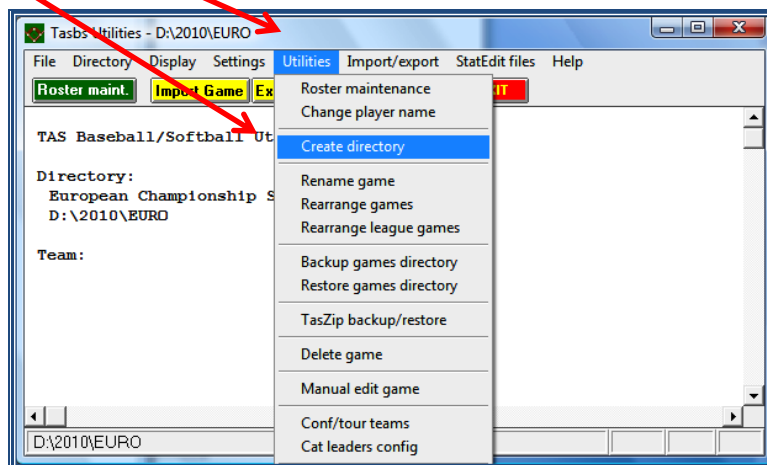 Tasbs Utilities - D:\2010\EURO
File Directory Display Settings Utilities Import/export StatEdit files Help
Roster maint. Import Game Ex IT
TAS Baseball/Softball Ut
Directory:
European Championship S
D:\2010\EURO
Team:
Roster maintenance
Change player name
Create directory
Rename game
Rearrange games
Rearrange league games
Backup games directory
Restore games directory
TasZip backup/restore
Delete game
Manual edit game
Conf/tour teams
Cat leaders config
D:\2010\EURO